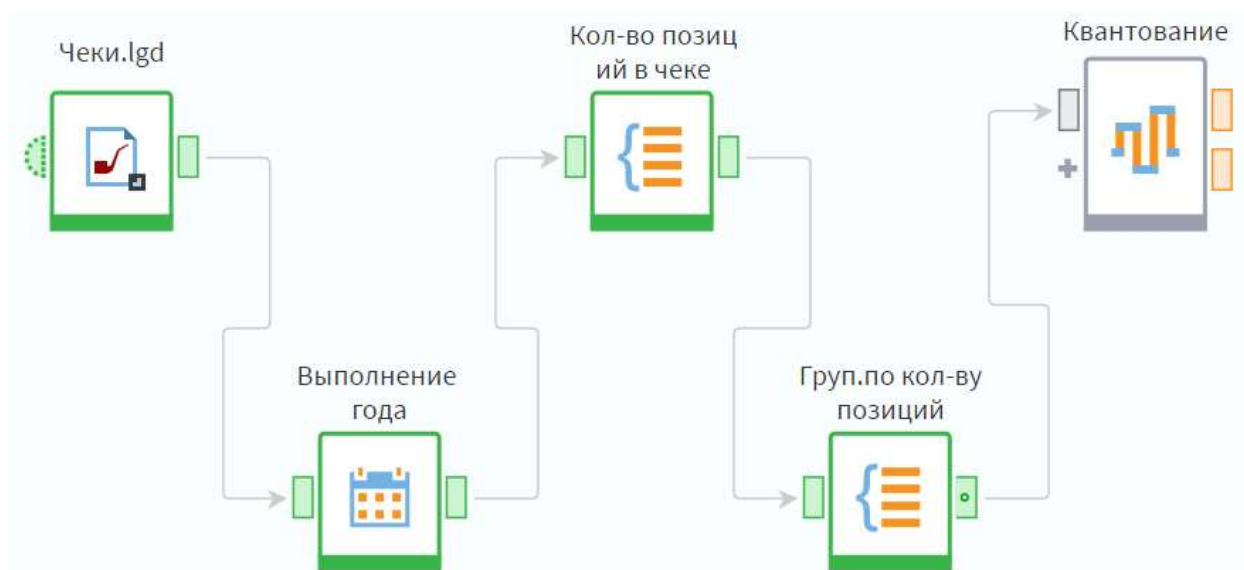 Чеки.lgd
Кол-во позиц
ий в чеке
Квантование
Выполнение
года
Груп.по кол-ву
позиций